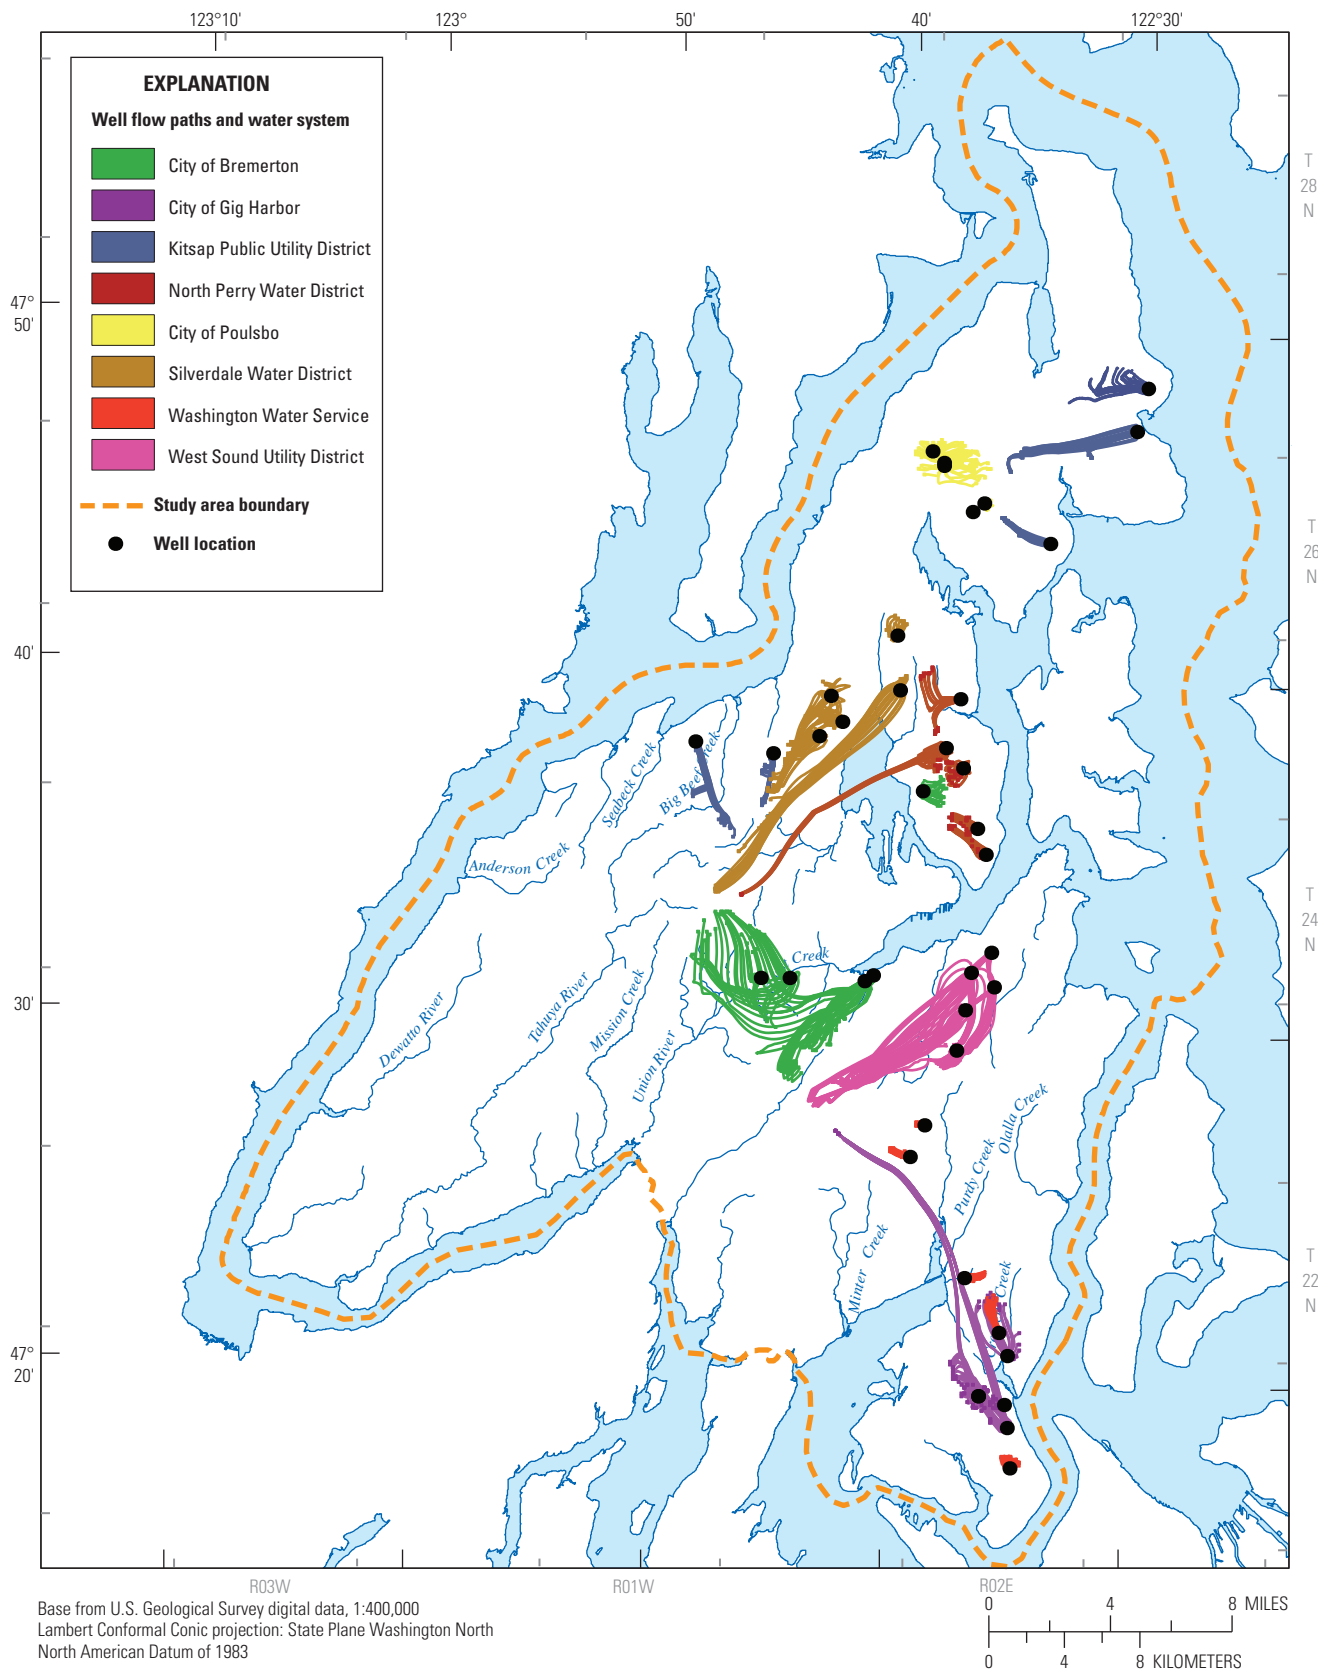 123°10'
123°
50'
40'
122°30'
EXPLANATION
Well flow paths and water system
City of Bremerton
City of Gig Harbor
Kitsap Public Utility District
North Perry Water District
City of Poulsbo
Silverdale Water District
Washington Water Service
West Sound Utility District
Study area boundary
Well location
T
28
N
47°
50'
T
26
N
40'
Seabeck Creek
Big Beef Creek
Anderson Creek
T
24
N
Creek
30'
Dewatto River
Tahuya River
Mission Creek
Union River
Olalla Creek
Purdy Creek
Minter Creek
Creek
T
22
N
47°
20'
R03W
R01W
R02E
Base from U.S. Geological Survey digital data, 1:400,000
Lambert Conformal Conic projection: State Plane Washington North
North American Datum of 1983
0 4 8 MILES
0 4 8 KILOMETERS